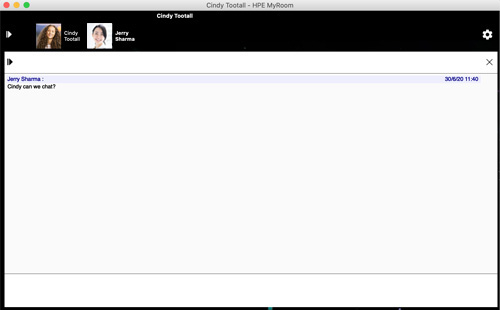 Cindy Tootall - HPE MyRoom
Cindy Tootall
Cindy
Tootall
Jerry
Sharma
Jerry Sharma :
30/6/20 11:40
Cindy can we chat?